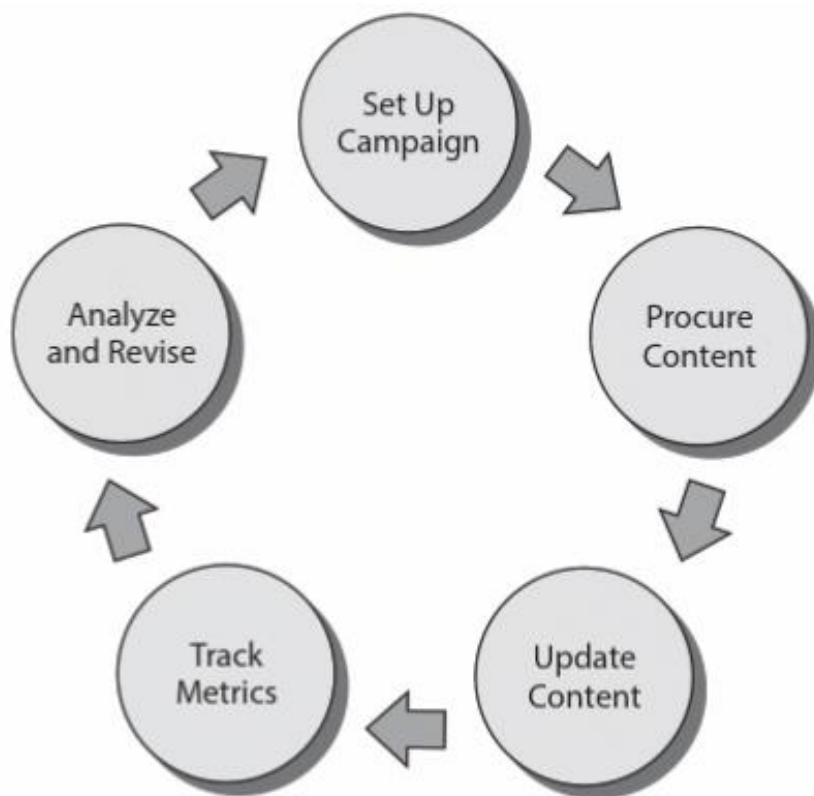 Set Up
Campaign
Procure
Content
Update
Content
Track
Metrics
Analyze
and Revise